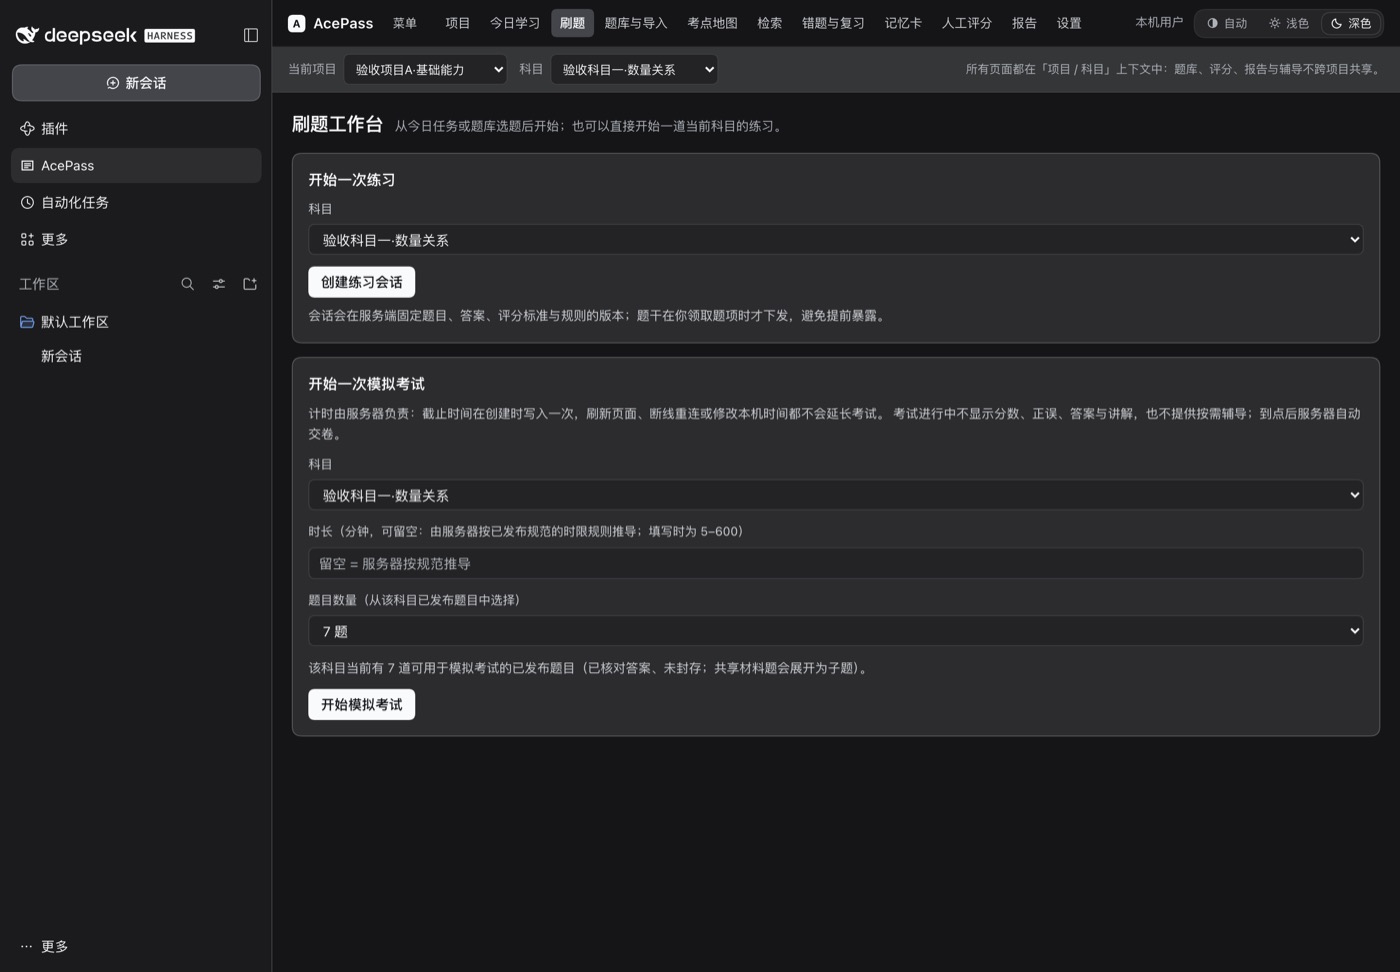 deepseek HARNESS
新会话
插件
AcePass
自动化任务
更多
工作区
默认工作区
新会话
更多
A AcePass 菜单 项目 今日学习 刷题 题库与导入 考点地图 检索 错题与复习 记忆卡 人工评分 报告 设置 本机用户 自动 浅色 深色
当前项目 验收项目A·基础能力 科目 验收科目一·数量关系 所有页面都在「项目 / 科目」上下文中：题库、评分、报告与辅导不跨项目共享。
刷题工作台 从今日任务或题库选题后开始；也可以直接开始一道当前科目的练习。
开始一次练习
科目
验收科目一·数量关系
创建练习会话
会话会在服务端固定题目、答案、评分标准与规则的版本；题干在你领取题项时才下发，避免提前暴露。
开始一次模拟考试
计时由服务器负责：截止时间在创建时写入一次，刷新页面、断线重连或修改本机时间都不会延长考试。 考试进行中不显示分数、正误、答案与讲解，也不提供按需辅导；到点后服务器自动
交卷。
科目
验收科目一·数量关系
时长（分钟，可留空：由服务器按已发布规范的时限规则推导；填写时为 5–600）
留空 = 服务器按规范推导
题目数量（从该科目已发布题目中选择）
7 题
该科目当前有 7 道可用于模拟考试的已发布题目（已核对答案、未封存；共享材料题会展开为子题）。
开始模拟考试